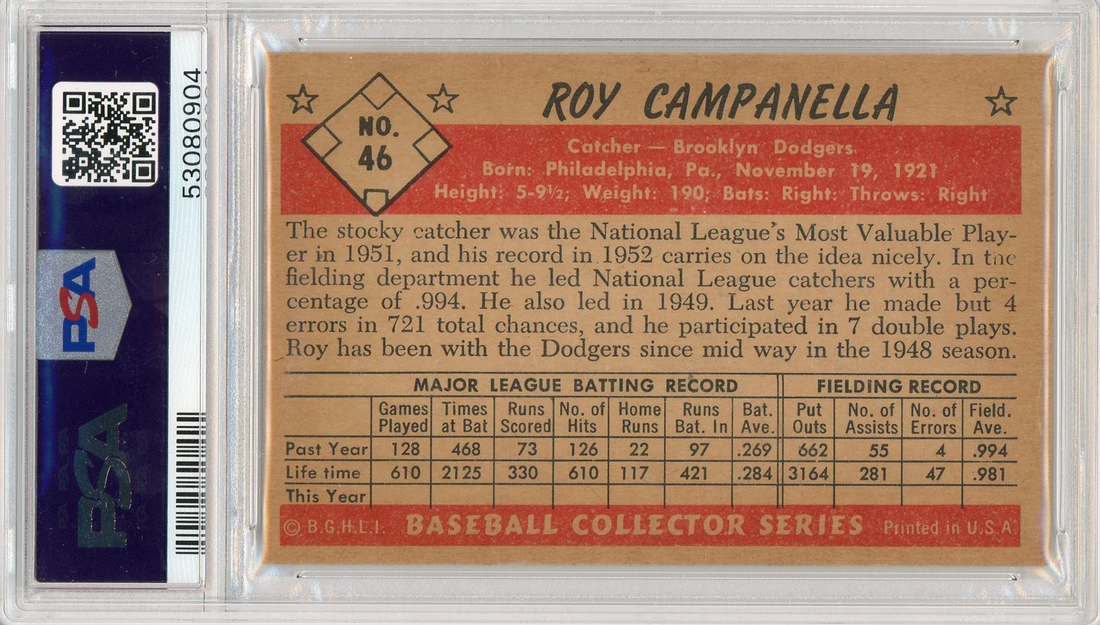 53080904
PSA
PSA
ROY CAMPANELLA
NO.
46
Catcher — Brooklyn Dodgers
Born: Philadelphia, Pa., November 19, 1921
Height: 5-9½; Weight: 190; Bats: Right: Throws: Right
The stocky catcher was the National League's Most Valuable Play-
er in 1951, and his record in 1952 carries on the idea nicely. In the
fielding department he led National League catchers with a per-
centage of .994. He also led in 1949. Last year he made but 4
errors in 721 total chances, and he participated in 7 double plays.
Roy has been with the Dodgers since mid way in the 1948 season.
MAJOR LEAGUE BATTING RECORD FIELDING RECORD
Games Times Runs No. of Home Runs Bat. Put No. of No. of Field.
Played at Bat Scored Hits Runs Bat. In Ave. Outs Assists Errors Ave.
Past Year 128 468 73 126 22 97 .269 662 55 4 .994
Life time 610 2125 330 610 117 421 .284 3164 281 47 .981
This Year
© B.G.H.L.I. BASEBALL COLLECTOR SERIES Printed in U.S.A.